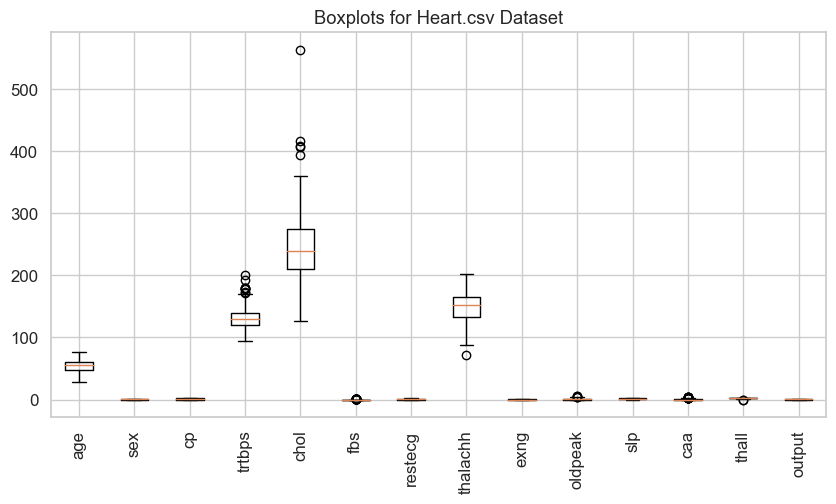 Boxplots for Heart.csv Dataset
500
400
300
200
100
0
age
sex
cp
trtbps
chol
fbs
restecg
thalachh
exng
oldpeak
slp
caa
thall
output